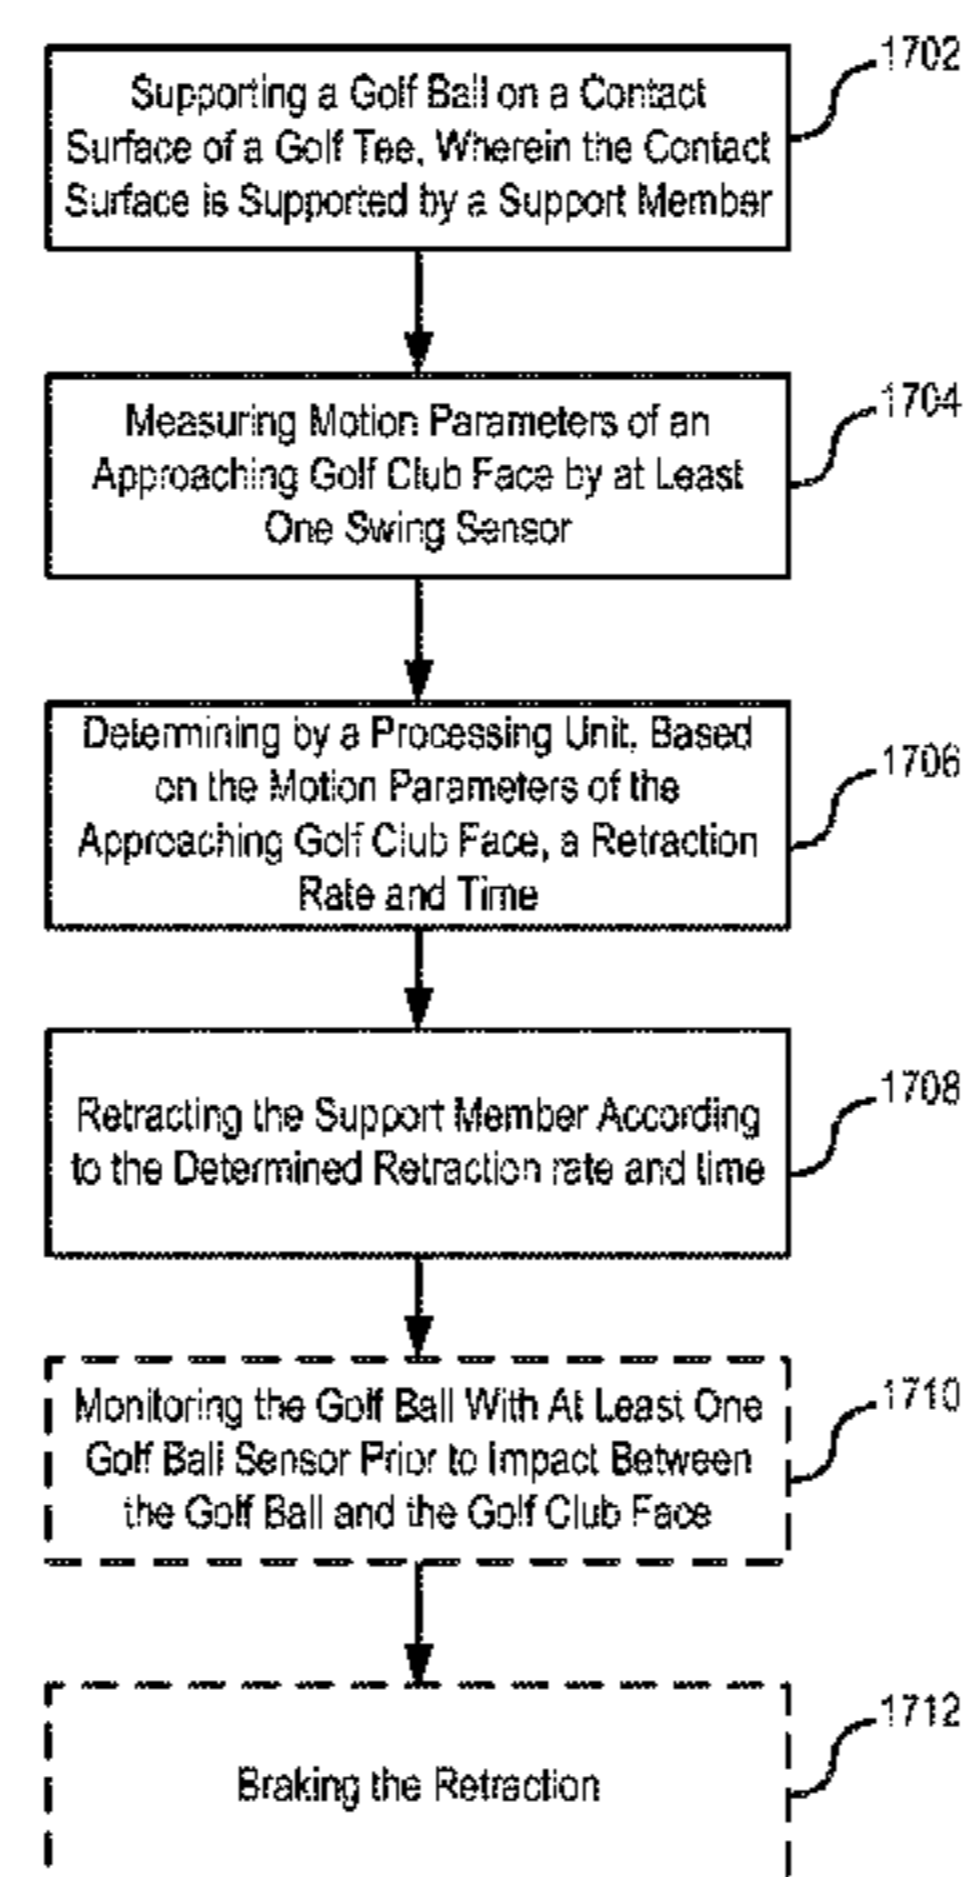 1702
Supporting a Golf Ball on a Contact
Surface of a Golf Tee, Wherein the Contact
Surface is Supported by a Support Member
1704
Measuring Motion Parameters of an
Approaching Golf Club Face by at Least
One Swing Sensor
1706
Determining by a Processing Unit, Based
on the Motion Parameters of the
Approaching Golf Club Face, a Retraction
Rate and Time
1708
Retracting the Support Member According
to the Determined Retraction rate and time
1710
Monitoring the Golf Ball With At Least One
Golf Ball Sensor Prior to Impact Between
the Golf Ball and the Golf Club Face
1712
Braking the Retraction